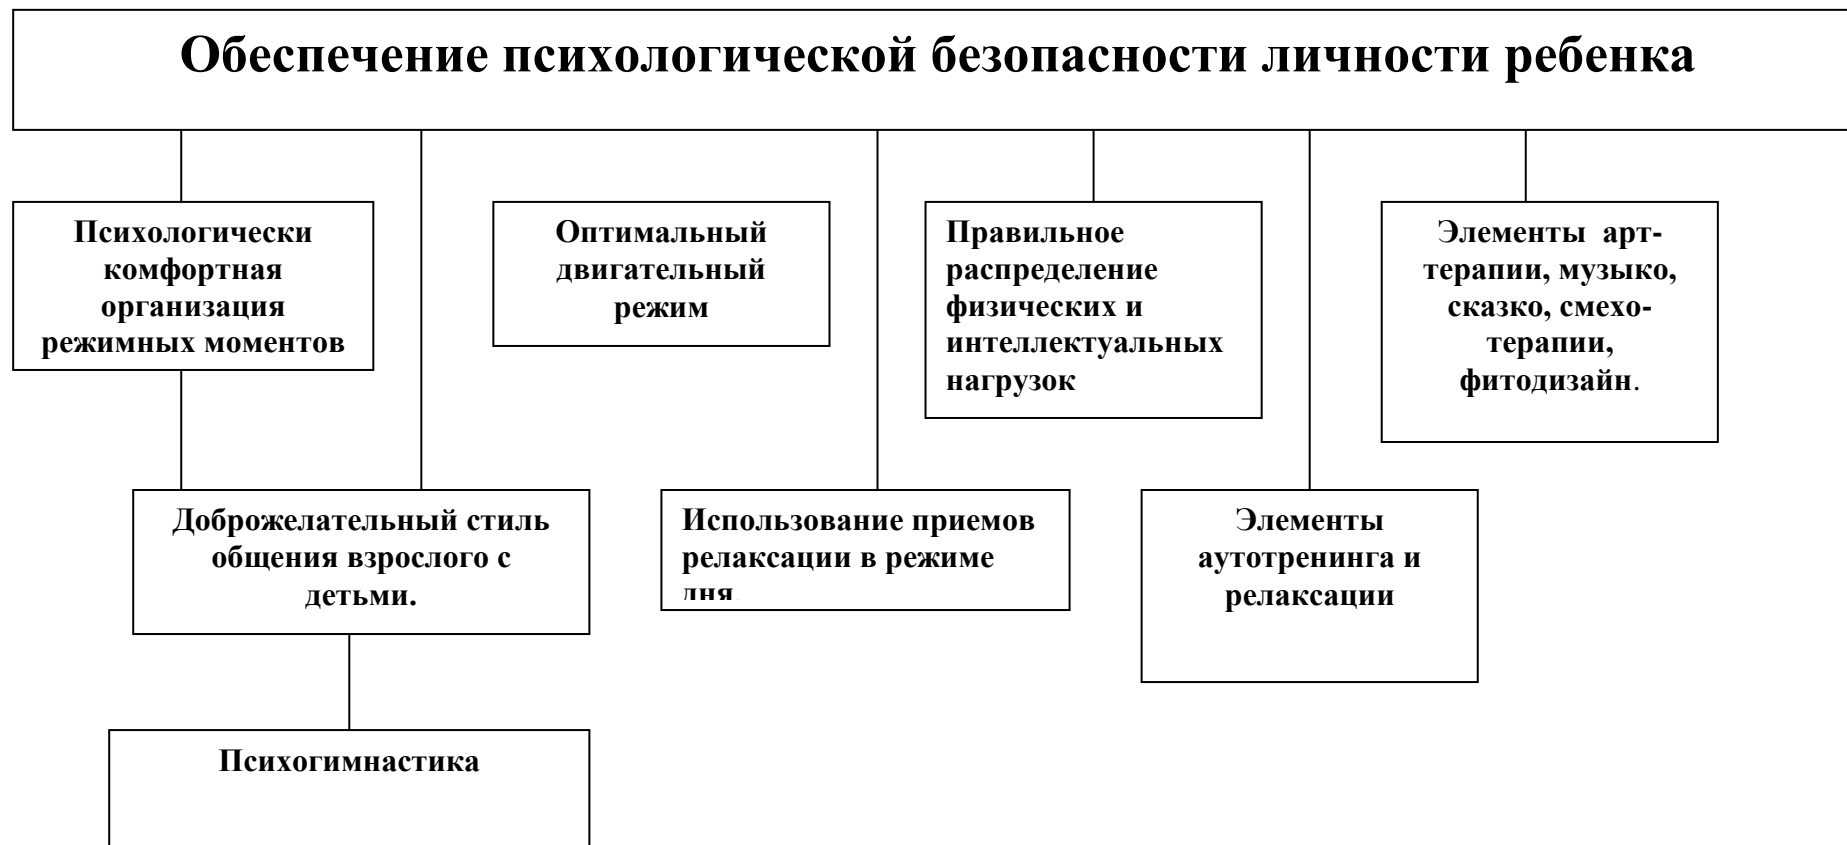 Обеспечение психологической безопасности личности ребенка
Психологически
комфортная
организация
режимных моментов
Оптимальный
двигательный
режим
Правильное
распределение
физических и
интеллектуальных
нагрузок
Элементы арт-
терапии, музыко,
сказко, смехо-
терапии,
фитодизайн.
Доброжелательный стиль
общения взрослого с
детьми.
Использование приемов
релаксации в режиме
дня
Элементы
аутотренинга и
релаксации
Психогимнастика